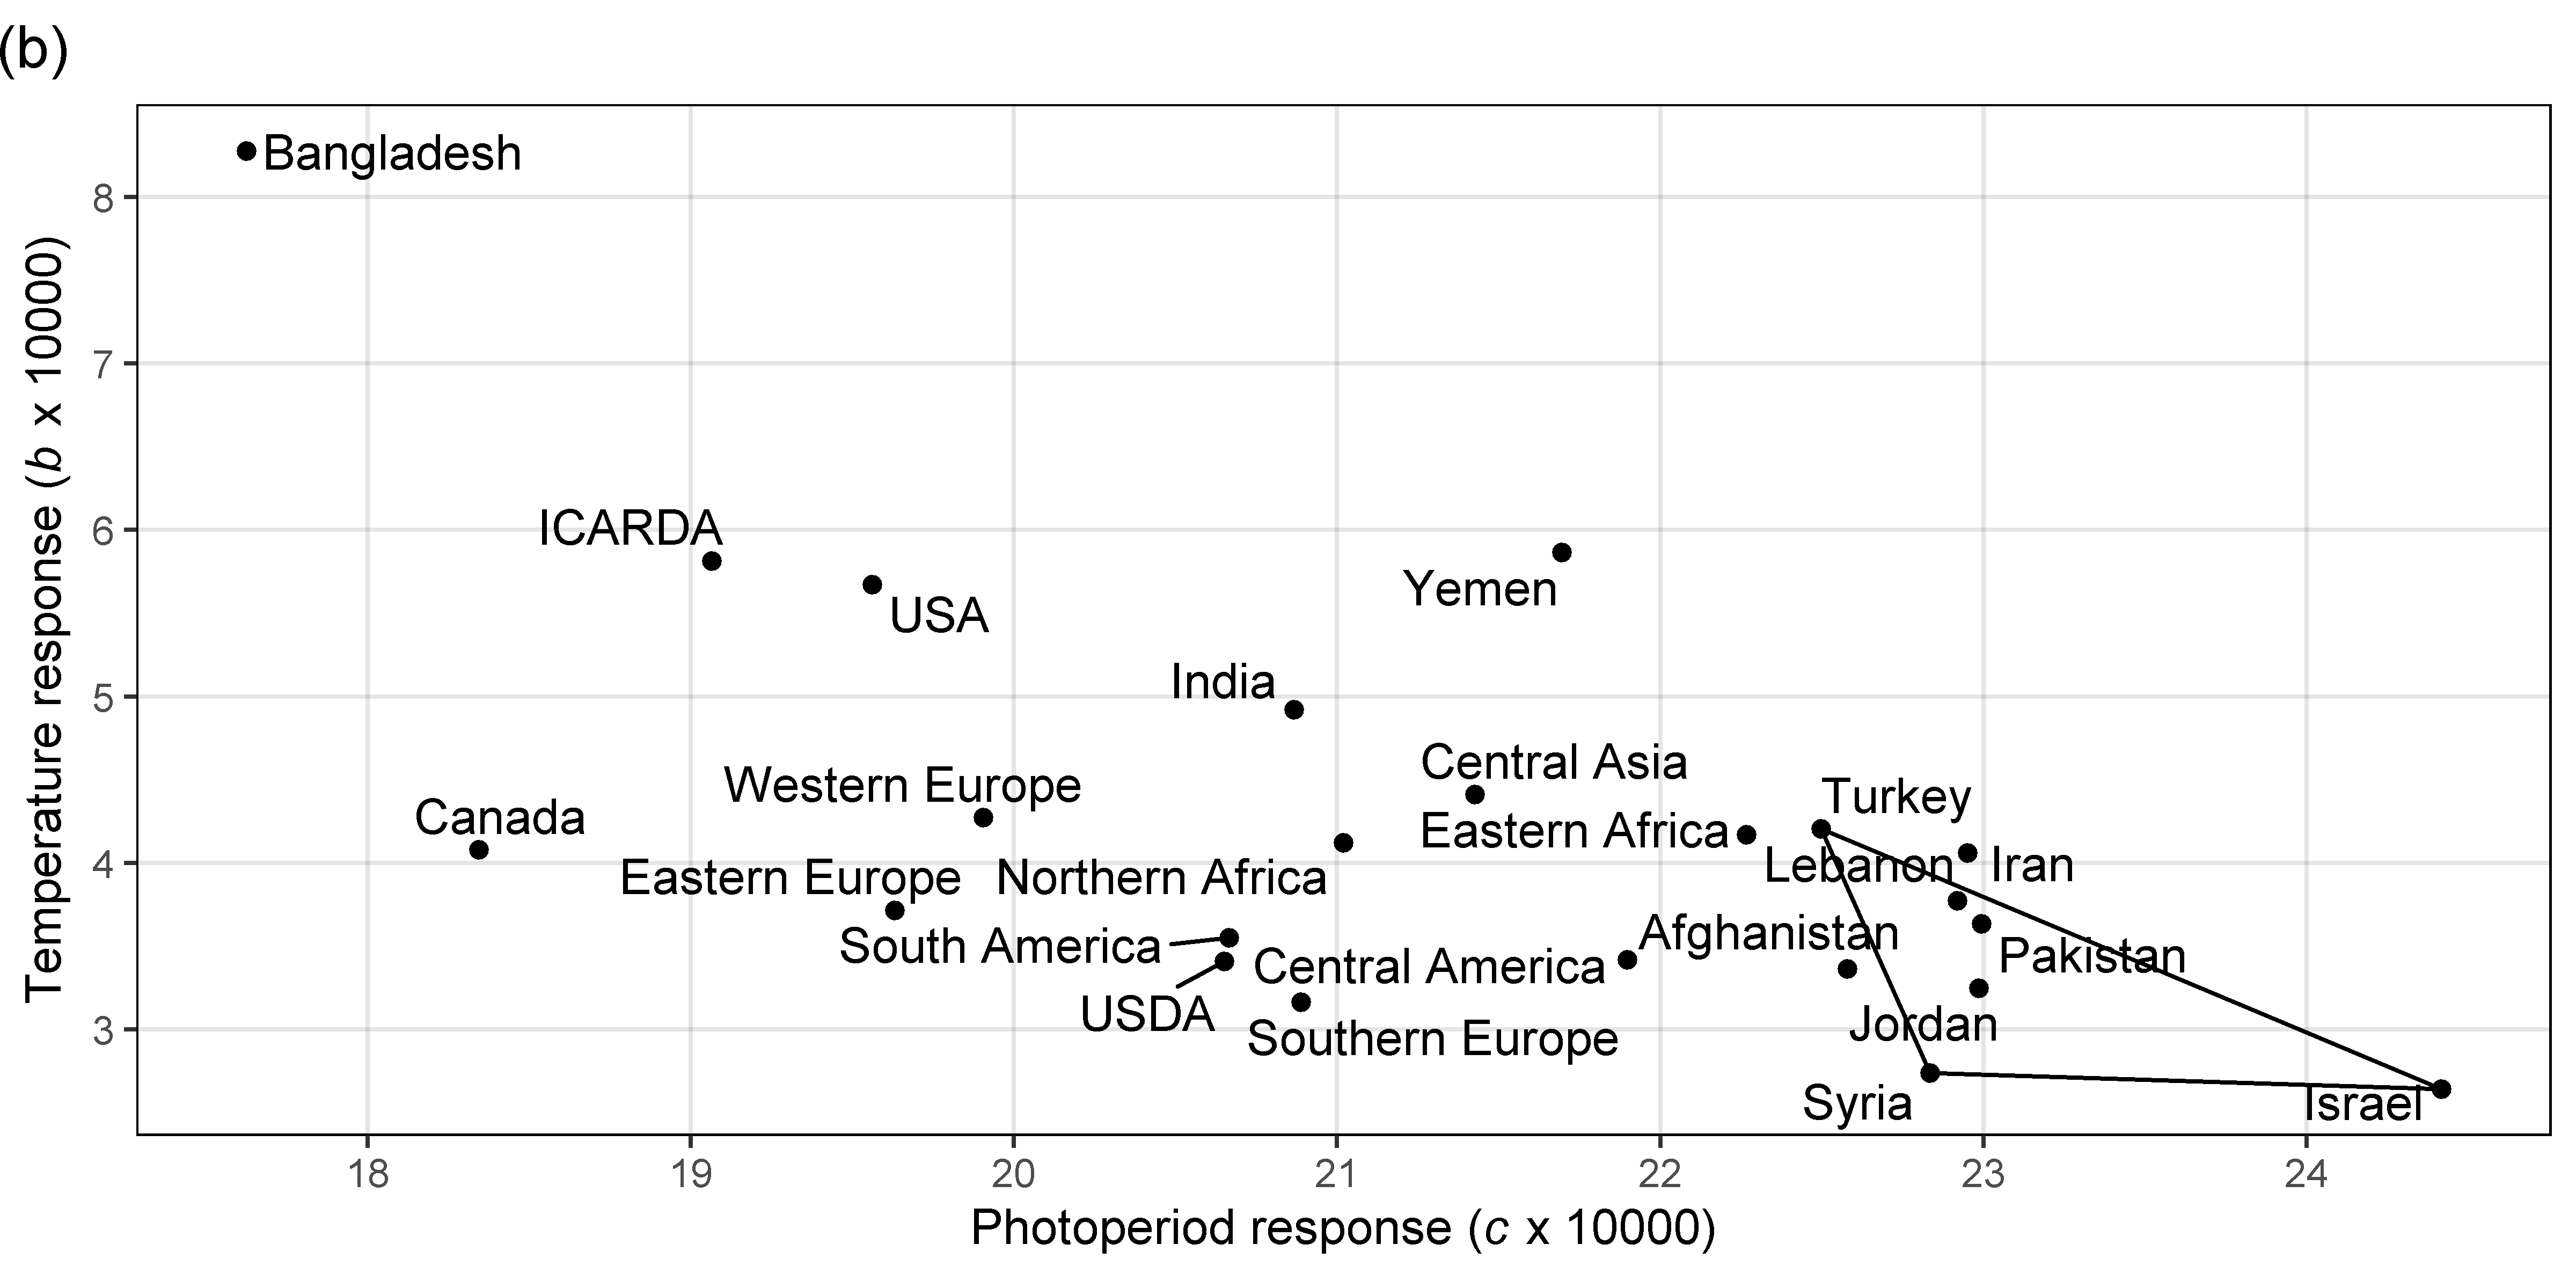 (b)
Bangladesh
8
7
6
5
4
3
Temperature response (b x 10000)
ICARDA
USA
Yemen
India
Central Asia
Western Europe
Turkey
Canada
Eastern Africa
Lebanon
Iran
Eastern Europe
Northern Africa
Afghanistan
South America
Central America
Pakistan
USDA
Jordan
Southern Europe
Syria
Israel
18 19 20 21 22 23 24
Photoperiod response (c x 10000)